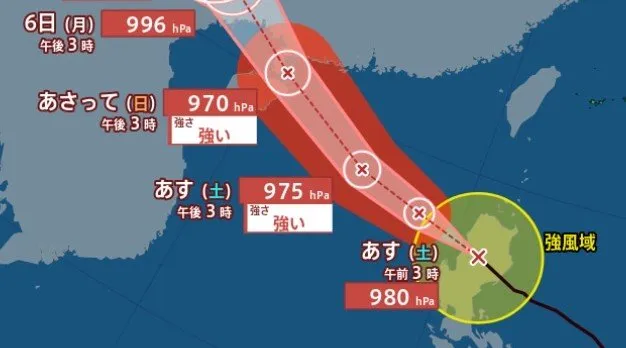 6日 (月)
午後 3 時
996 hPa
あさって (日)
午後 3 時
970 hPa
強さ
強い
あす (土)
午後 3 時
975 hPa
強さ
強い
強風域
あす (土)
午前 3 時
980 hPa